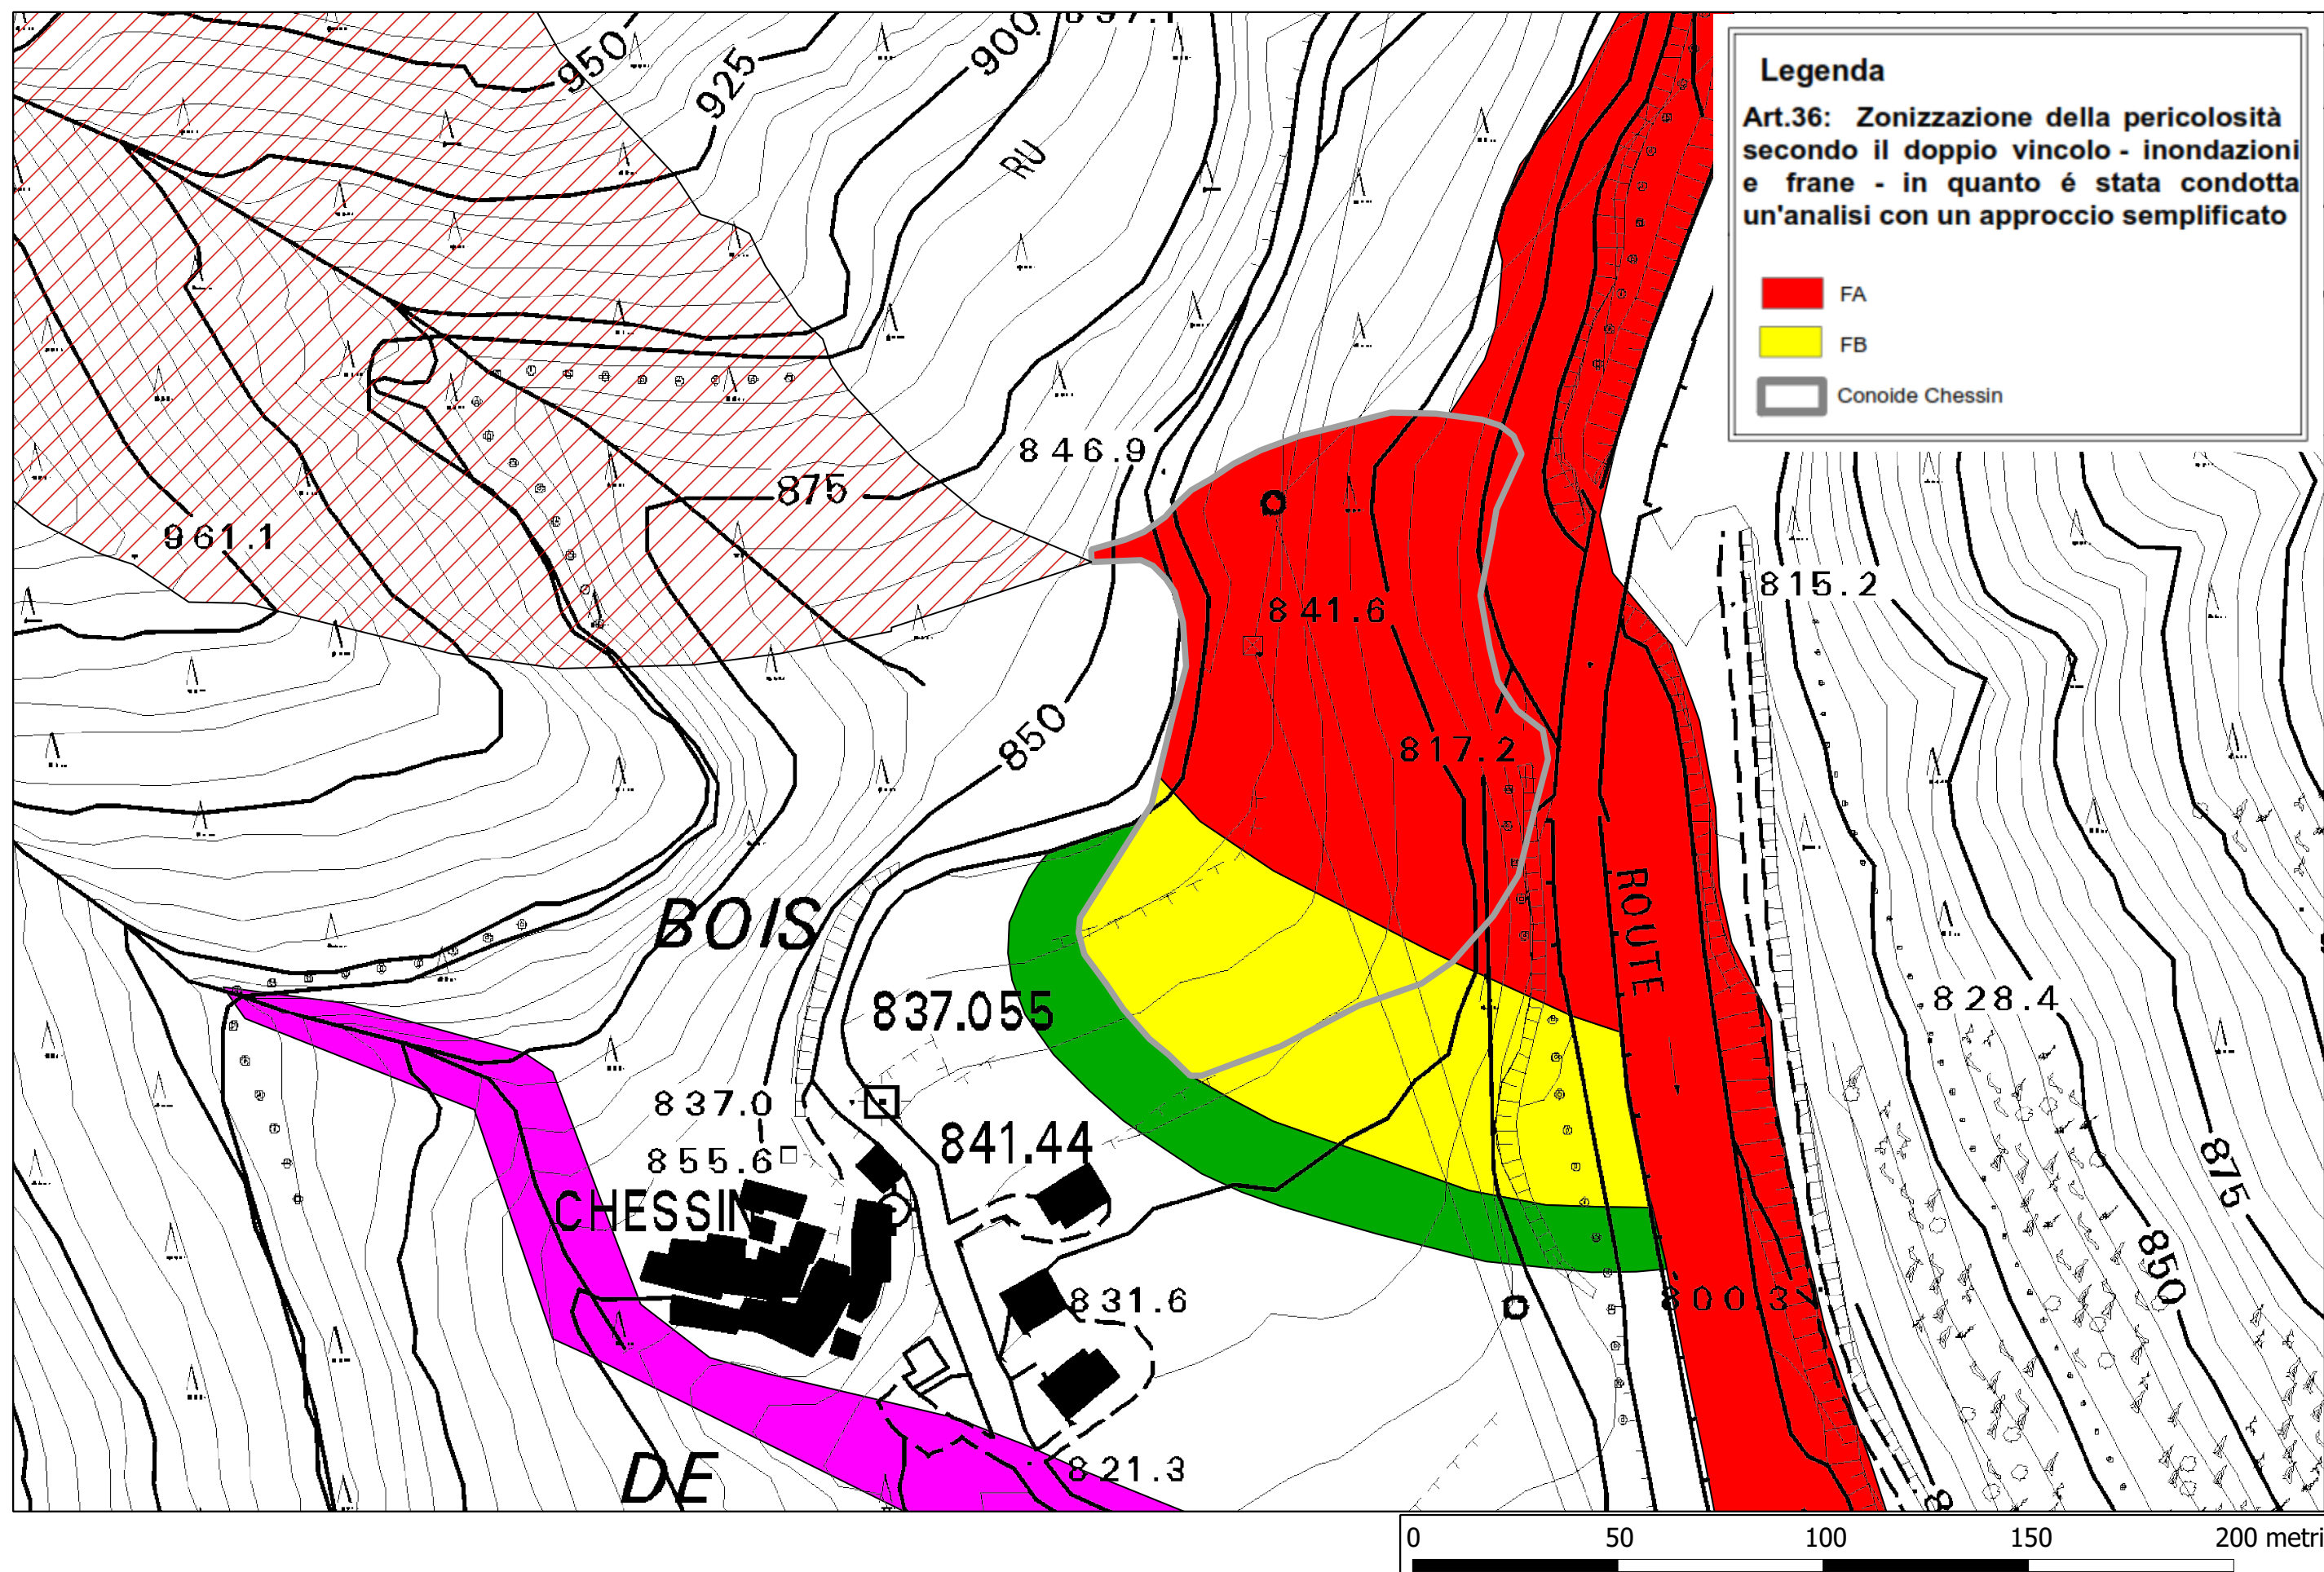 950
925
900
897.1
RU
Legenda
Art.36: Zonizzazione della pericolosità
secondo il doppio vincolo - inondazioni
e frane - in quanto é stata condotta
un'analisi con un approccio semplificato
FA
FB
Conoide Chessin
846.9
875
961.1
815.2
841.6
850
817.2
ROUTE
BOIS
837.055
828.4
837.0
841.44
855.6
CHESSIN
875
850
831.6
800.3
821.3
DE
8
0 50 100 150 200 metri